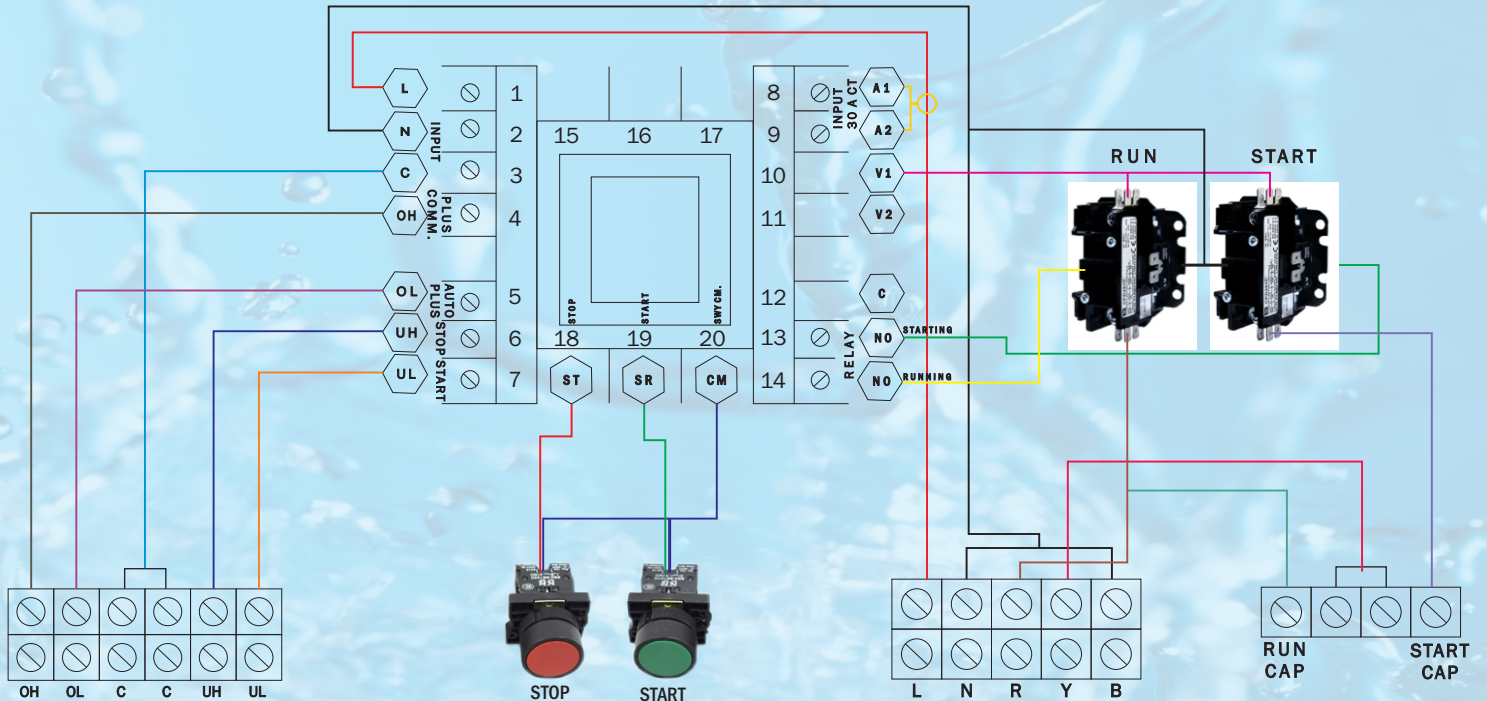 L
N
C
OH
OL
UH
UL
INPUT
PLUS
COMM.
AUTO
PLUS
STOP START
1
2
3
4
5
6
7
15 16 17
STOP
START
SWY CM.
18 19 20
ST SR CM
8
9
10
11
12
13
14
INPUT
30 A CT
RELAY
A1
A2
V1
V2
C
NO STARTING
NO RUNNING
RUN START
OH OL C C UH UL
STOP START
L N R Y B
RUN
CAP
START
CAP